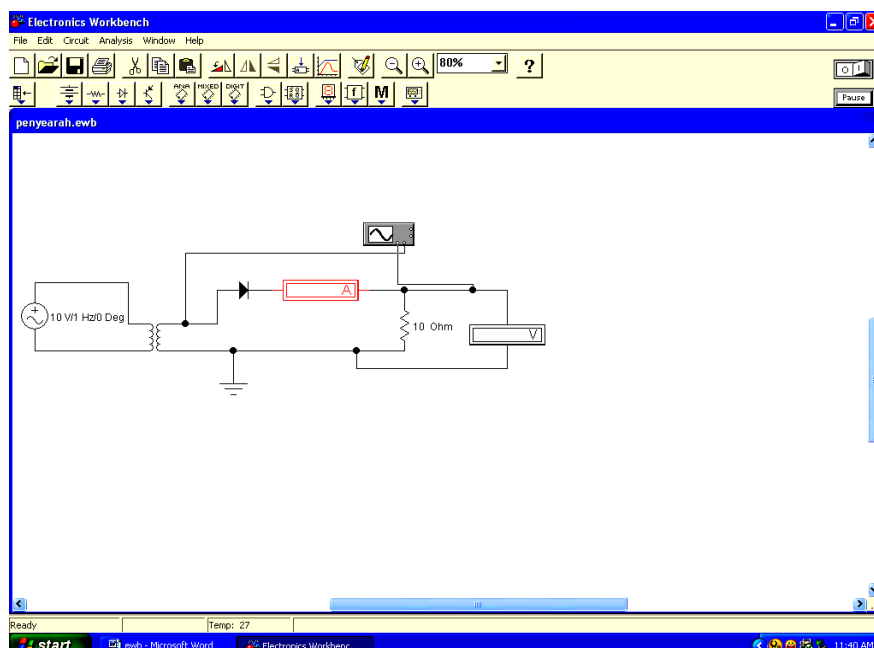 Electronics Workbench
File Edit Circuit Analysis Window Help
80%
?
O I
ANA MIXED DIGIT
f M
Pause
penyearah.ewb
A
10 V/1 Hz/0 Deg
10 Ohm
V
Ready
Temp: 27
start
ewb - Microsoft Word
Electronics Workbenc
11:40 AM